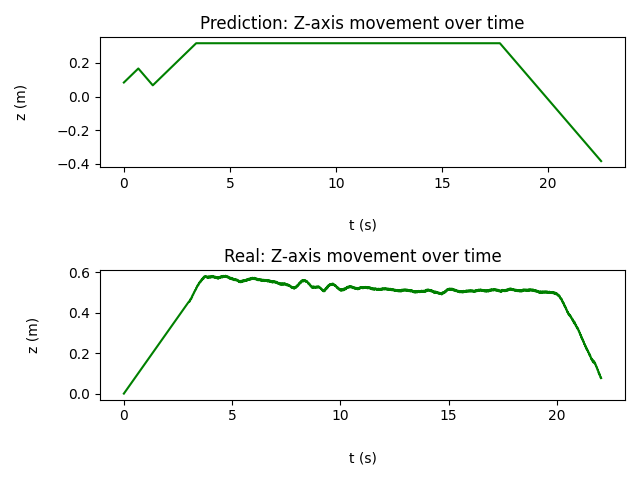 Prediction: Z-axis movement over time
0.2
0.0
−0.2
−0.4
z (m)
0 5 10 15 20
t (s)
Real: Z-axis movement over time
0.6
0.4
0.2
0.0
z (m)
0 5 10 15 20
t (s)